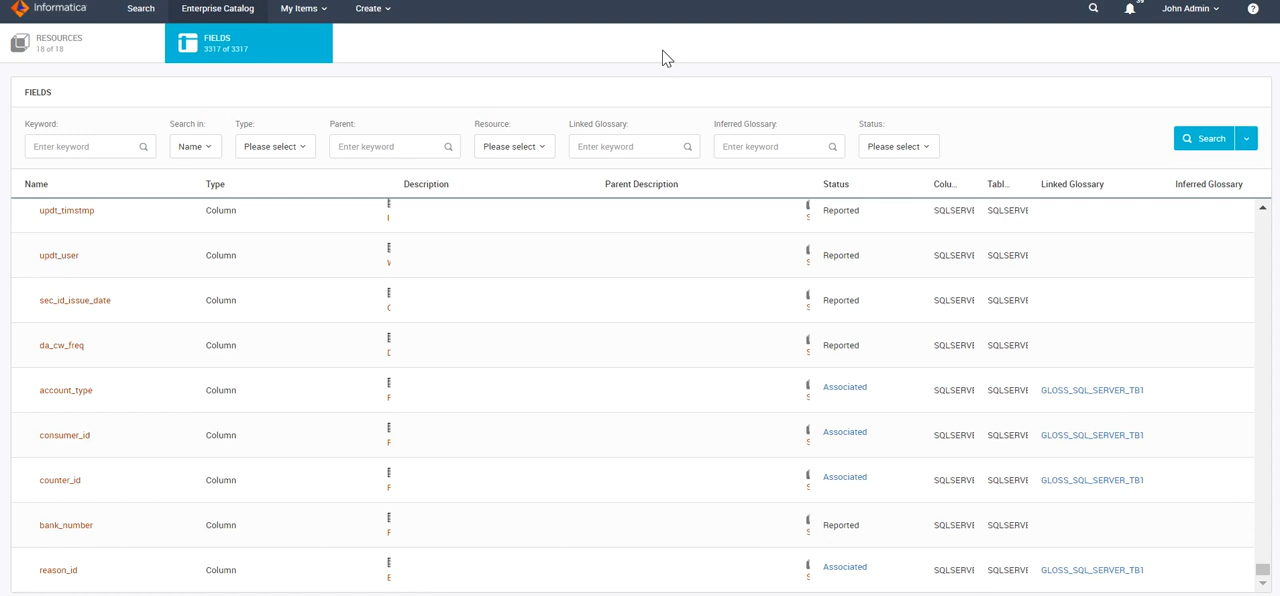 Informatica Search Enterprise Catalog My Items Create John Admin ?
RESOURCES
18 of 18
FIELDS
3317 of 3317
FIELDS
Keyword: Search in: Type: Parent: Resource: Linked Glossary: Inferred Glossary: Status:
Enter keyword Name Please select Enter keyword Please select Enter keyword Enter keyword Please select Search
Name Type Description Parent Description Status Colu... Tabl... Linked Glossary Inferred Glossary
updt_timstmp Column Reported SQLSERVE SQLSERVE
updt_user Column Reported SQLSERVE SQLSERVE
sec_id_issue_date Column Reported SQLSERVE SQLSERVE
da_cw_freq Column Reported SQLSERVE SQLSERVE
account_type Column Associated SQLSERVE SQLSERVE GLOSS_SQL_SERVER_TB1
consumer_id Column Associated SQLSERVE SQLSERVE GLOSS_SQL_SERVER_TB1
counter_id Column Associated SQLSERVE SQLSERVE GLOSS_SQL_SERVER_TB1
bank_number Column Reported SQLSERVE SQLSERVE
reason_id Column Associated SQLSERVE SQLSERVE GLOSS_SQL_SERVER_TB1